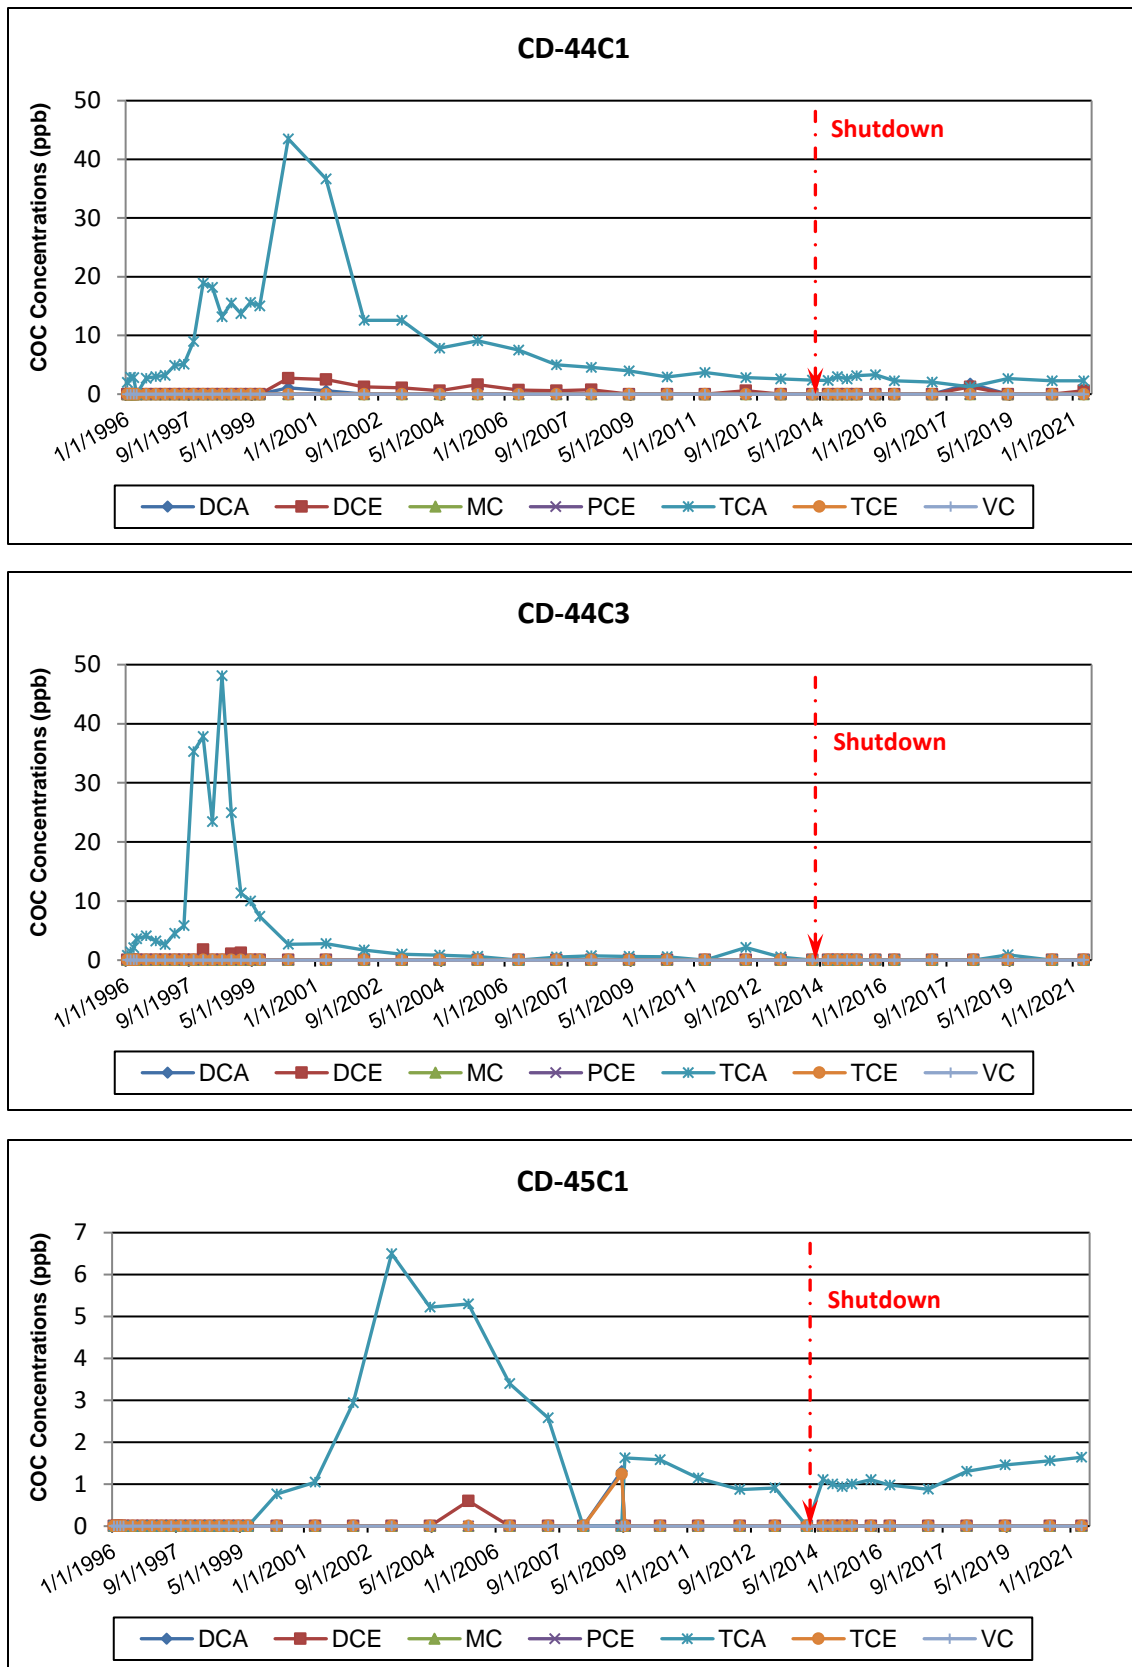 CD-44C1
COC Concentrations (ppb)
50
40
30
20
10
0
Shutdown
1/1/1996 9/1/1997 5/1/1999 1/1/2001 9/1/2002 5/1/2004 1/1/2006 9/1/2007 5/1/2009 1/1/2011 9/1/2012 5/1/2014 1/1/2016 9/1/2017 5/1/2019 1/1/2021
DCA DCE MC PCE TCA TCE VC
CD-44C3
COC Concentrations (ppb)
50
40
30
20
10
0
Shutdown
1/1/1996 9/1/1997 5/1/1999 1/1/2001 9/1/2002 5/1/2004 1/1/2006 9/1/2007 5/1/2009 1/1/2011 9/1/2012 5/1/2014 1/1/2016 9/1/2017 5/1/2019 1/1/2021
DCA DCE MC PCE TCA TCE VC
CD-45C1
COC Concentrations (ppb)
7
6
5
4
3
2
1
0
Shutdown
1/1/1996 9/1/1997 5/1/1999 1/1/2001 9/1/2002 5/1/2004 1/1/2006 9/1/2007 5/1/2009 1/1/2011 9/1/2012 5/1/2014 1/1/2016 9/1/2017 5/1/2019 1/1/2021
DCA DCE MC PCE TCA TCE VC